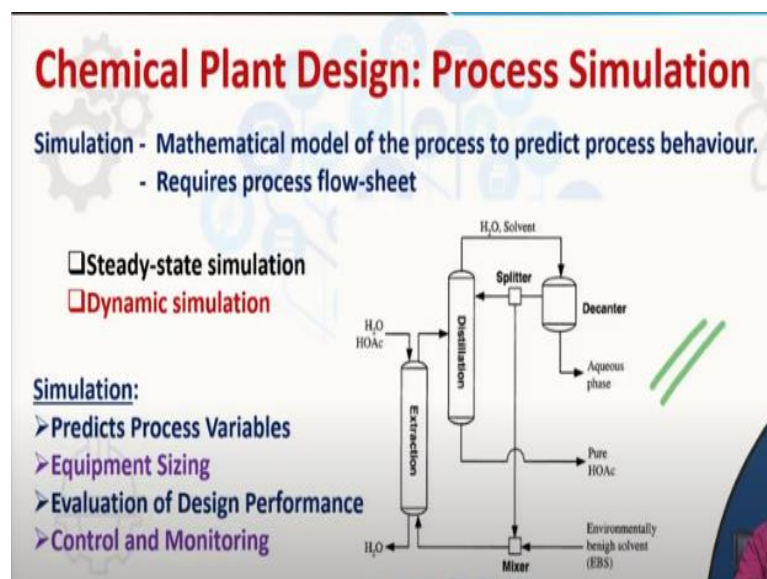 Chemical Plant Design: Process Simulation
Simulation - Mathematical model of the process to predict process behaviour.
- Requires process flow-sheet
❑Steady-state simulation
❑Dynamic simulation
Simulation:
➢Predicts Process Variables
➢Equipment Sizing
➢Evaluation of Design Performance
➢Control and Monitoring
H₂O, Solvent
Splitter
Decanter
H₂O
HOAc
Distillation
Aqueous
phase
Extraction
Pure
HOAc
H₂O
Mixer
Environmentally
benigh solvent
(EBS)